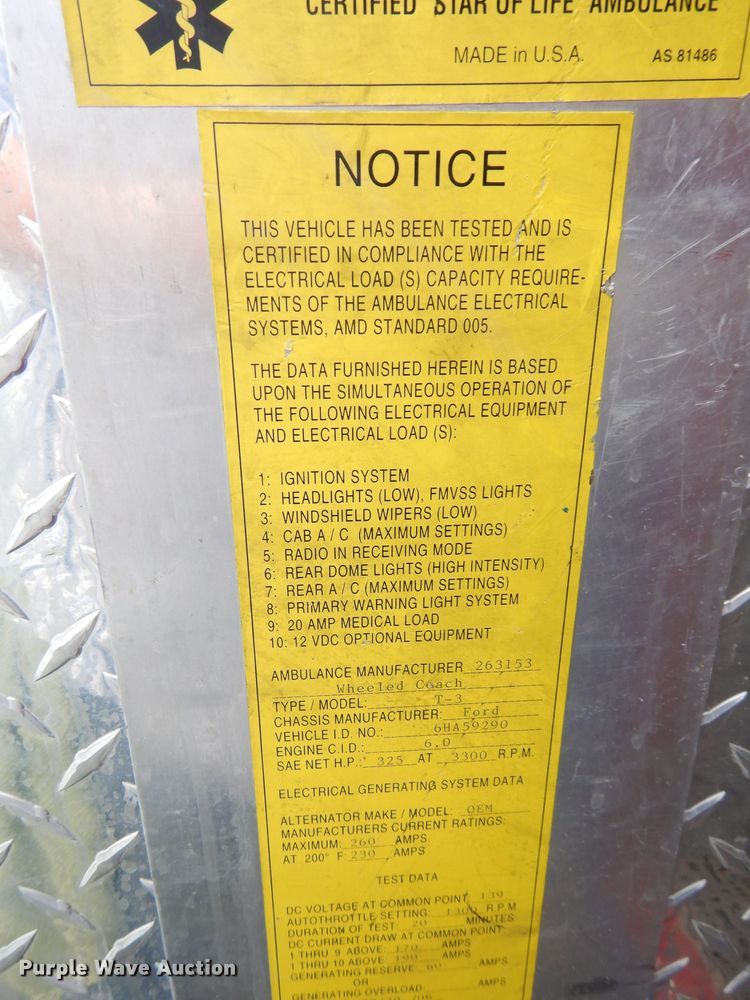 CERTIFIED STAR OF LIFE AMBULANCE
MADE in U.S.A.
AS 81486
NOTICE
THIS VEHICLE HAS BEEN TESTED AND IS
CERTIFIED IN COMPLIANCE WITH THE
ELECTRICAL LOAD (S) CAPACITY REQUIRE-
MENTS OF THE AMBULANCE ELECTRICAL
SYSTEMS, AMD STANDARD 005.
THE DATA FURNISHED HEREIN IS BASED
UPON THE SIMULTANEOUS OPERATION OF
THE FOLLOWING ELECTRICAL EQUIPMENT
AND ELECTRICAL LOAD (S):
1: IGNITION SYSTEM
2: HEADLIGHTS (LOW), FMVSS LIGHTS
3: WINDSHIELD WIPERS (LOW)
4: CAB A / C (MAXIMUM SETTINGS)
5: RADIO IN RECEIVING MODE
6: REAR DOME LIGHTS (HIGH INTENSITY)
7: REAR A / C (MAXIMUM SETTINGS)
8: PRIMARY WARNING LIGHT SYSTEM
9: 20 AMP MEDICAL LOAD
10: 12 VDC OPTIONAL EQUIPMENT
AMBULANCE MANUFACTURER 263153
Wheeled Coach
TYPE / MODEL: T-3
CHASSIS MANUFACTURER: Ford
VEHICLE I.D. NO.: 6HA59290
ENGINE C.I.D.: 6.0
SAE NET H.P.: 325 AT 3300 R.P.M.
ELECTRICAL GENERATING SYSTEM DATA
ALTERNATOR MAKE / MODEL: OEM
MANUFACTURERS CURRENT RATINGS:
MAXIMUM: 260 AMPS
AT 200° F: 230 AMPS
TEST DATA
DC VOLTAGE AT COMMON POINT
AUTOTHROTTLE SETTING: 1300 R.P.M
DURATION OF TEST 20 MINUTES
DC CURRENT DRAW AT COMMON POINT
1 THRU 9 ABOVE: 170 AMPS
1 THRU 10 ABOVE: AMPS
GENERATING RESERVE: 60 AMPS
OR
GENERATING OVERLOAD AMPS
Purple Wave Auction